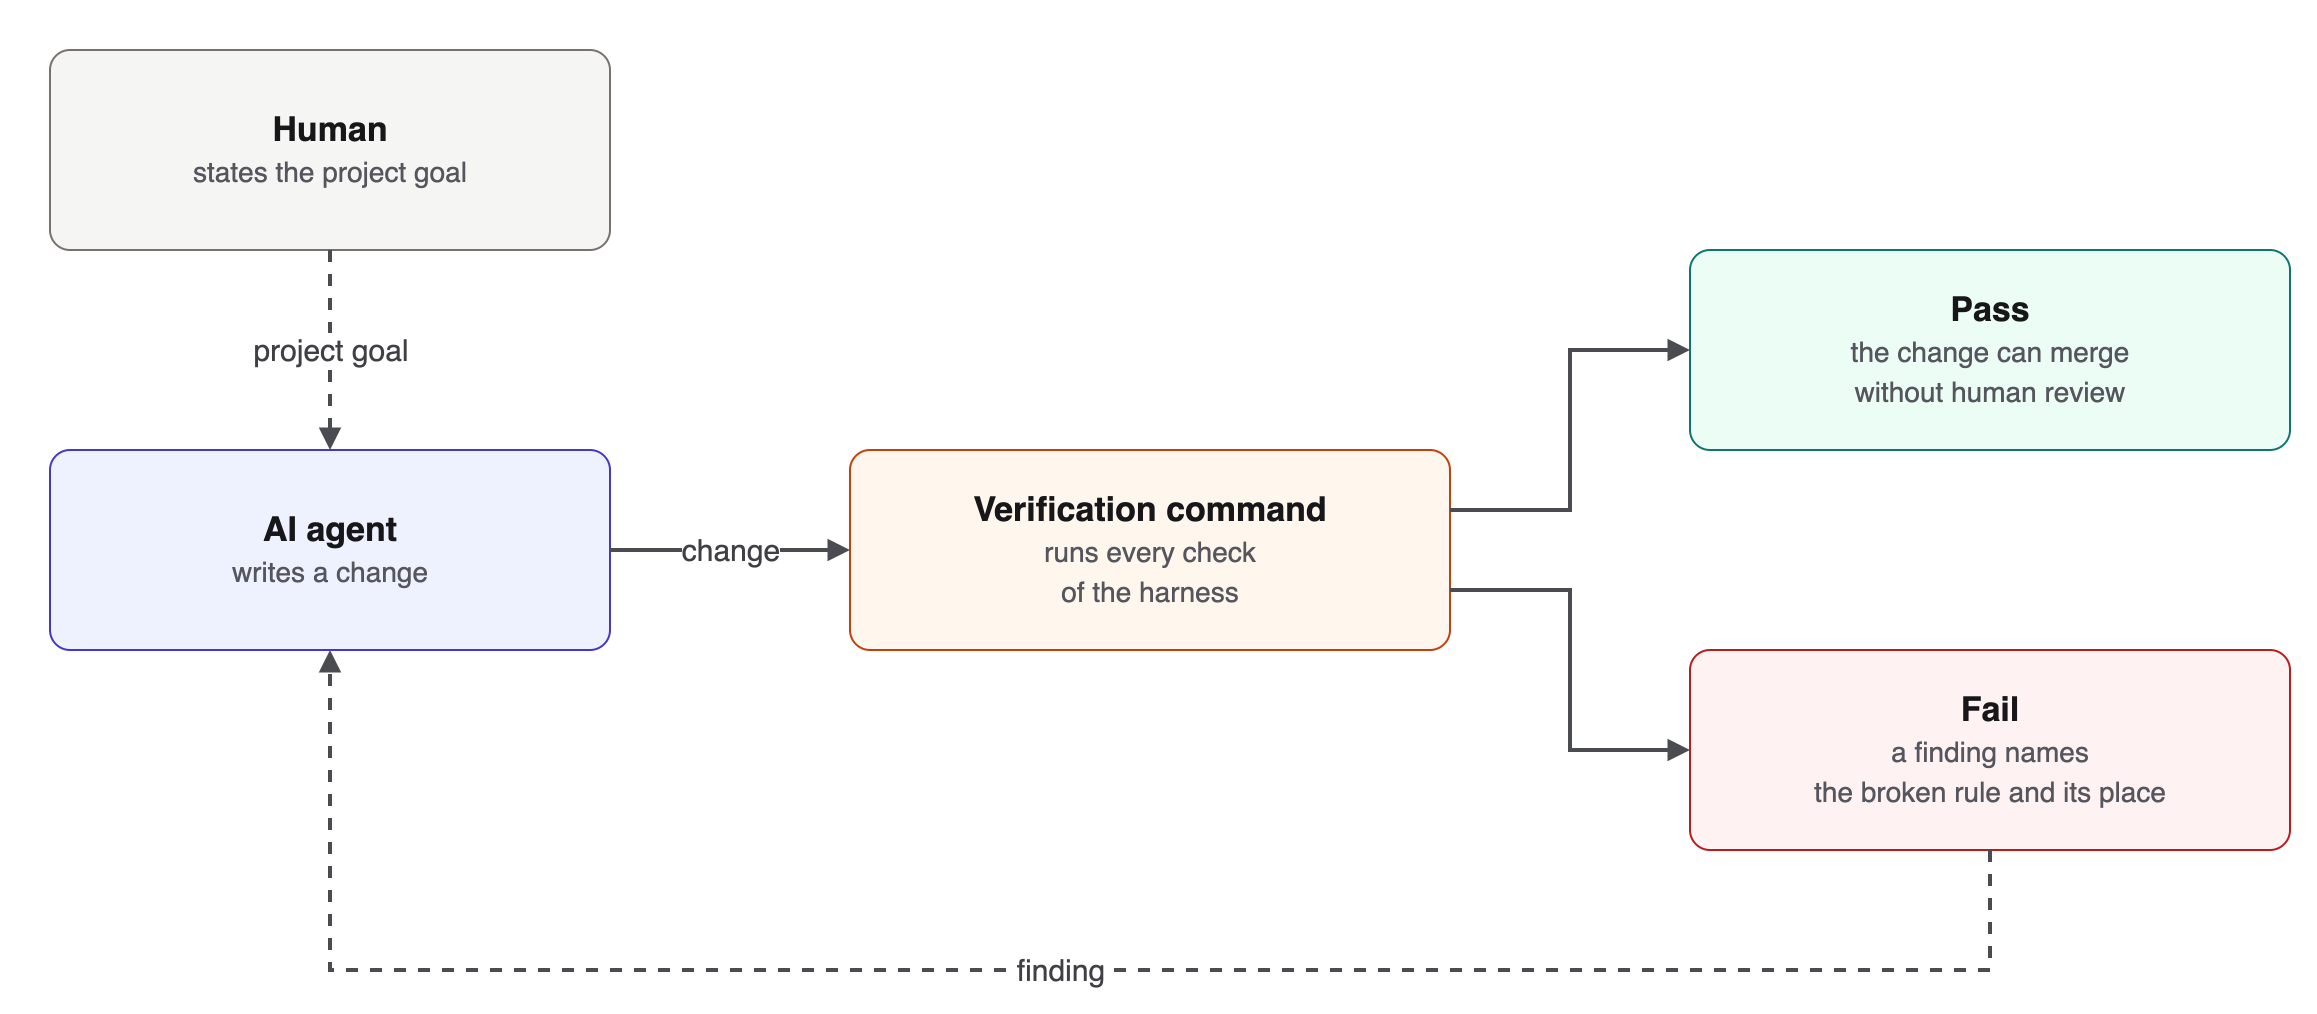 Human
states the project goal
project goal
AI agent
writes a change
change
Verification command
runs every check
of the harness
Pass
the change can merge
without human review
Fail
a finding names
the broken rule and its place
finding